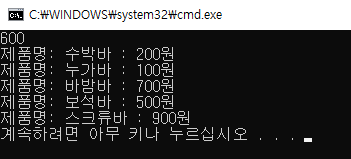 C:₩WINDOWS₩system32₩cmd.exe
600
제품명: 수박바 : 200원
제품명: 누가바 : 100원
제품명: 바밤바 : 700원
제품명: 보석바 : 500원
제품명: 스크류바 : 900원
계속하려면 아무 키나 누르십시오 . . .